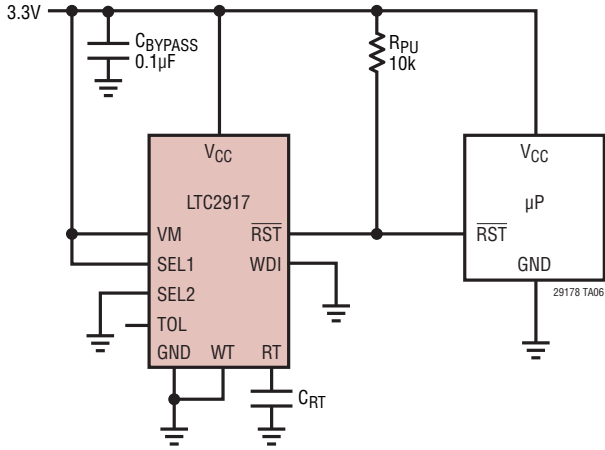 3.3V
CBYPASS
0.1µF
RPU
10k
VCC
LTC2917
VM
SEL1
SEL2
TOL
GND
WT
RT
RST
WDI
CRT
VCC
µP
RST
GND
29178 TA06